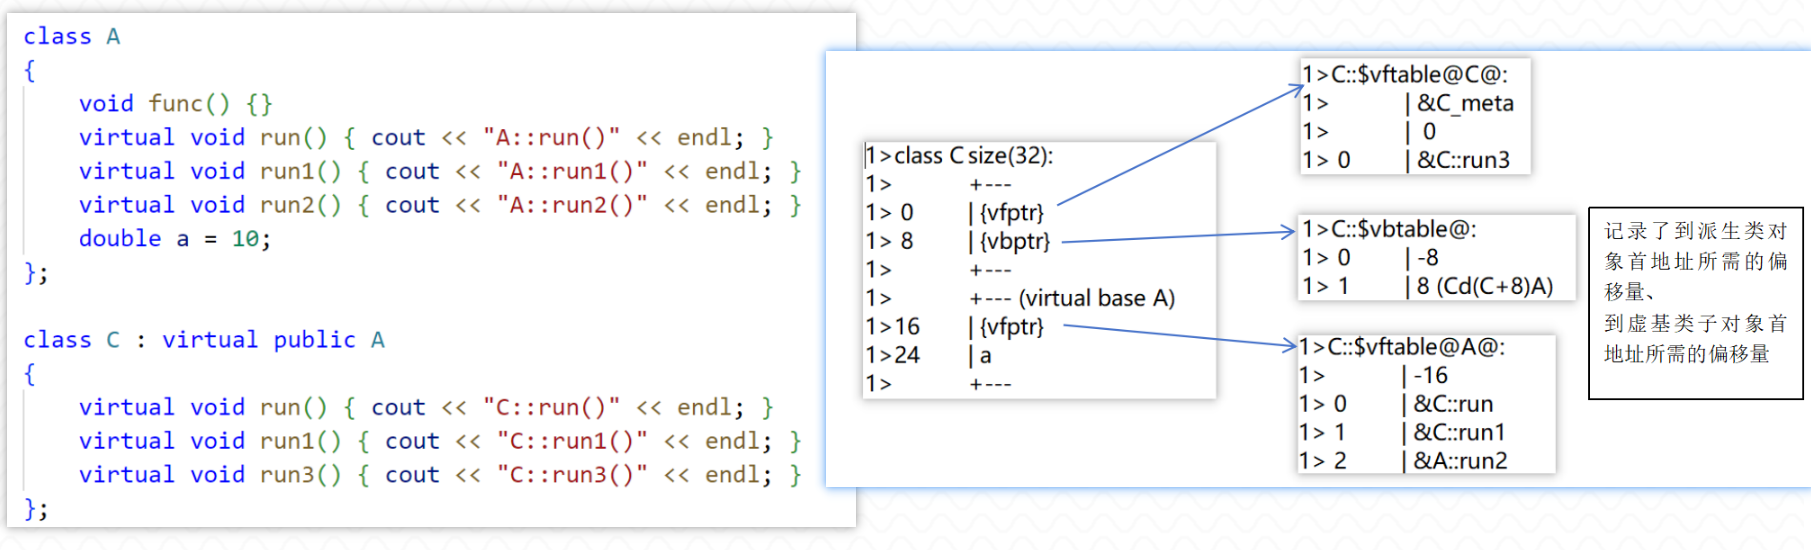 class A
{
    void func() {}
    virtual void run() { cout << "A::run()" << endl; }
    virtual void run1() { cout << "A::run1()" << endl; }
    virtual void run2() { cout << "A::run2()" << endl; }
    double a = 10;
};
class C : virtual public A
{
    virtual void run() { cout << "C::run()" << endl; }
    virtual void run1() { cout << "C::run1()" << endl; }
    virtual void run3() { cout << "C::run3()" << endl; }
};
1>class C size(32):
1> +---
1> 0 | {vfptr}
1> 8 | {vbptr}
1> +---
1> +--- (virtual base A)
1>16 | {vfptr}
1>24 | a
1> +---
1>C::$vftable@C@:
1> | &C_meta
1> | 0
1> 0 | &C::run3
1>C::$vbtable@:
1> 0 | -8
1> 1 | 8 (Cd(C+8)A)
1>C::$vftable@A@:
1> | -16
1> 0 | &C::run
1> 1 | &C::run1
1> 2 | &A::run2
记录了到派生类对
象首地址所需的偏
移量、
到虚基类子对象首
地址所需的偏移量